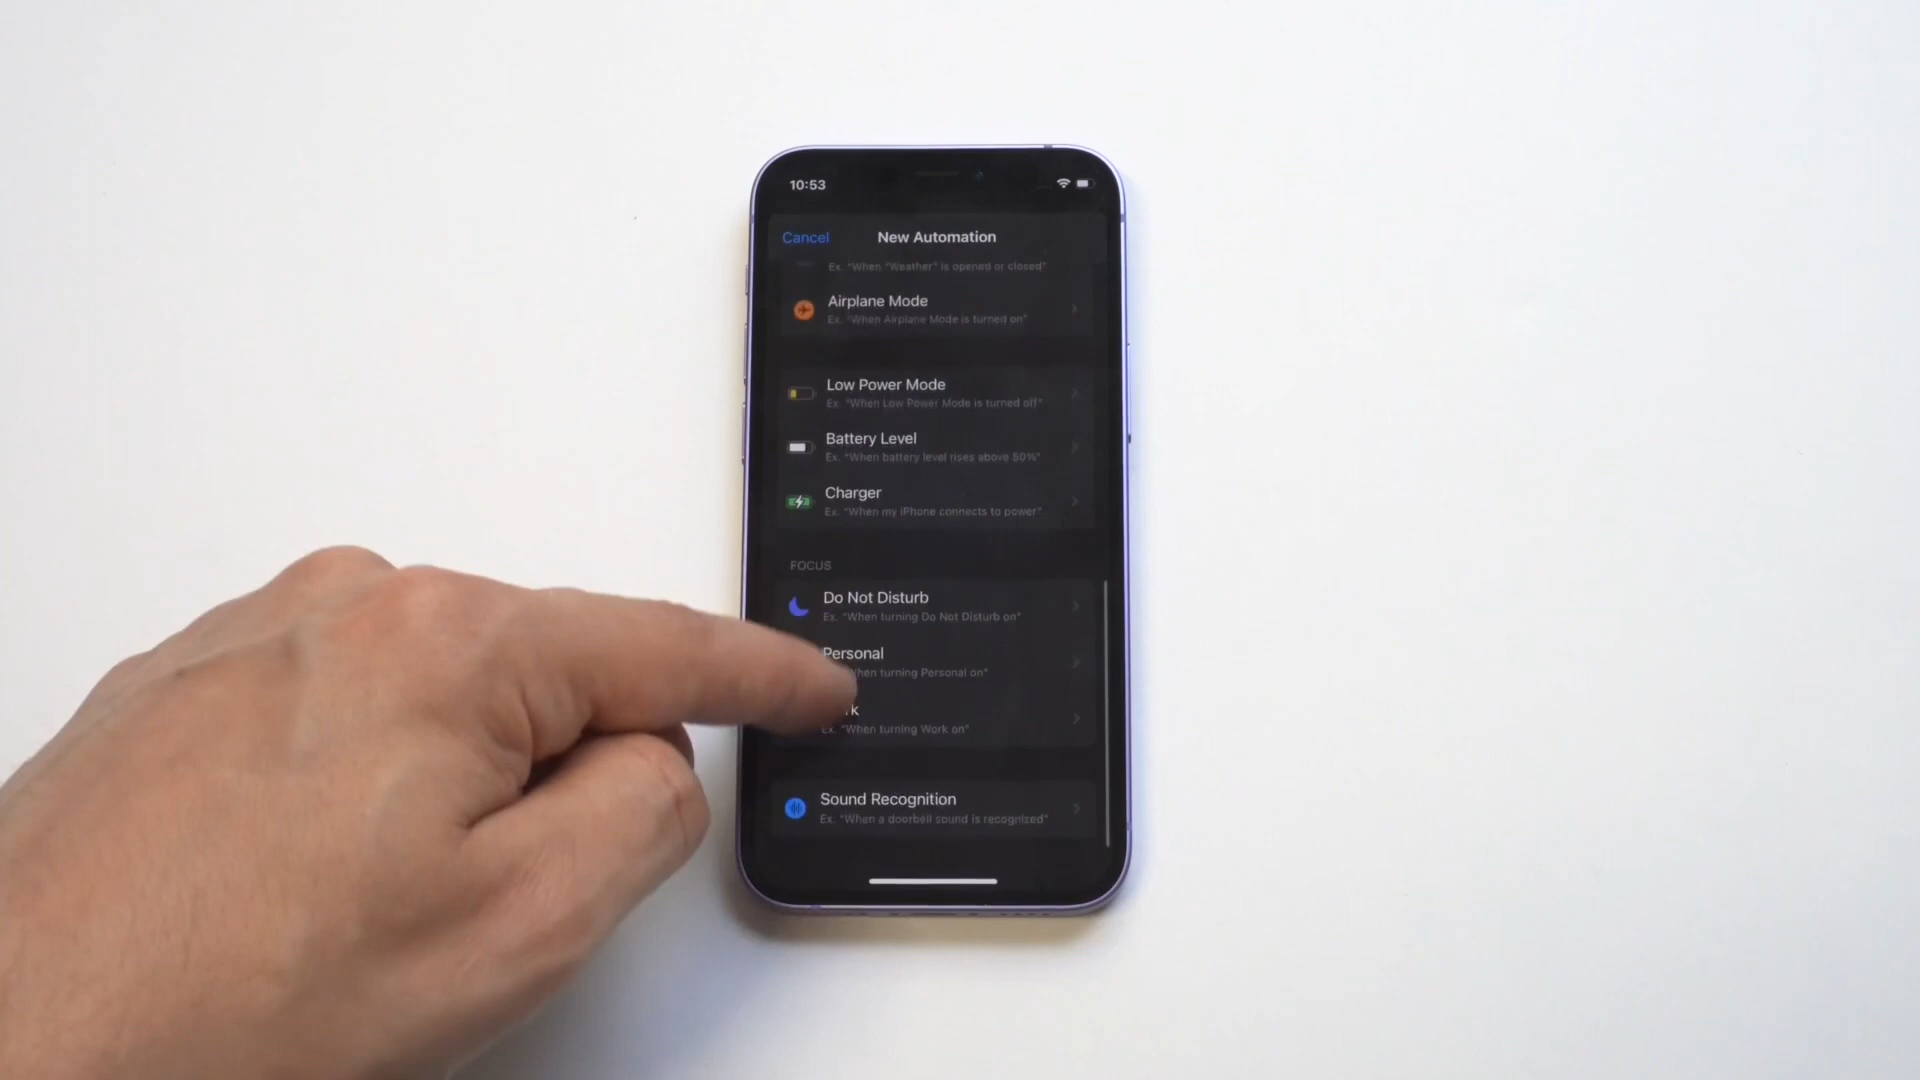 10:53
Cancel New Automation
Ex. "When "Weather" is opened or closed"
Airplane Mode
Ex. "When Airplane Mode is turned on"
Low Power Mode
Ex. "When Low Power Mode is turned off"
Battery Level
Ex. "When battery level rises above 50%"
Charger
Ex. "When my iPhone connects to power"
FOCUS
Do Not Disturb
Ex. "When turning Do Not Disturb on"
Personal
When turning Personal on"
Ex. "When turning Work on"
Sound Recognition
Ex. "When a doorbell sound is recognized"